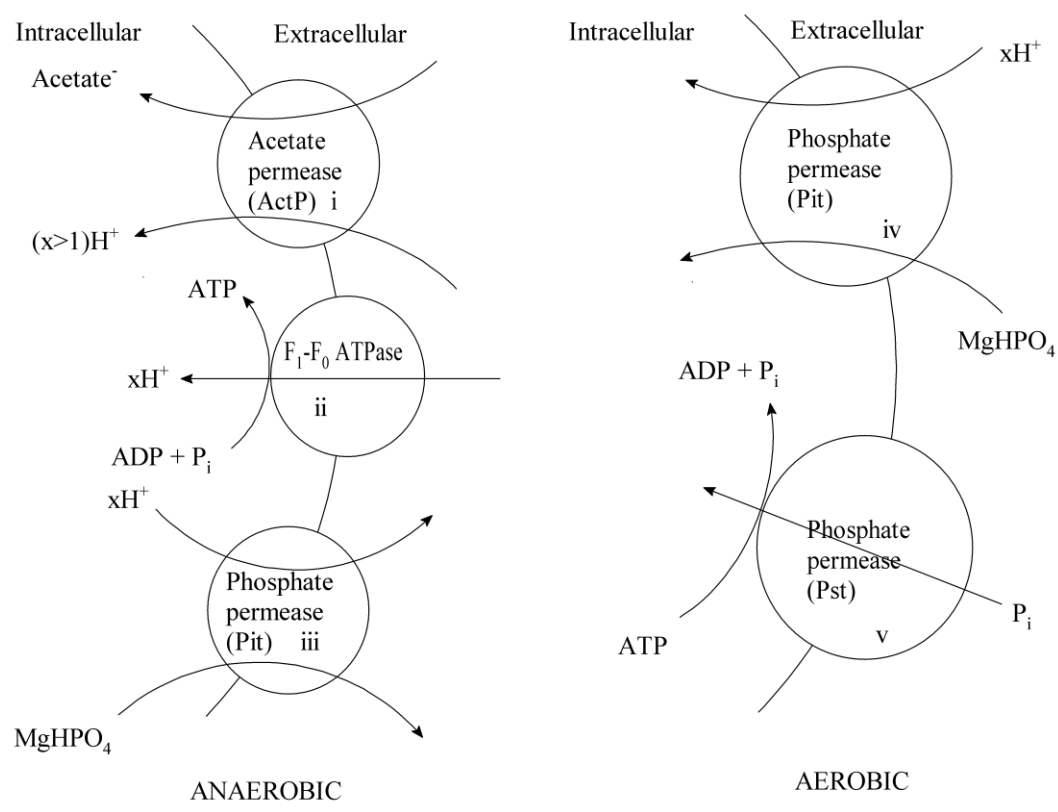 Intracellular
Extracellular
Acetate⁻
Acetate
permease
(ActP) i
(x>1)H⁺
ATP
F₁-F₀ ATPase
xH⁺
ii
ADP + Pᵢ
xH⁺
Phosphate
permease
(Pit) iii
MgHPO₄
ANAEROBIC
Intracellular
Extracellular
xH⁺
Phosphate
permease
(Pit)
iv
MgHPO₄
ADP + Pᵢ
Phosphate
permease
(Pst)
Pᵢ
v
ATP
AEROBIC